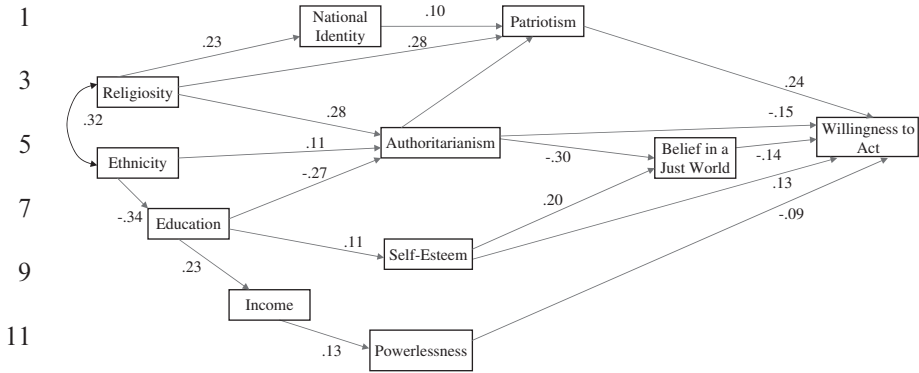 1
National
Identity
.10
Patriotism
.23
.28
3
Religiosity
.24
.28
.32
-.15
Willingness to
Act
5
.11
Authoritarianism
Ethnicity
-.30
Belief in a
Just World
-.14
-.27
.13
7
-.34
Education
.20
-.09
.11
Self-Esteem
9
.23
Income
11
.13
Powerlessness